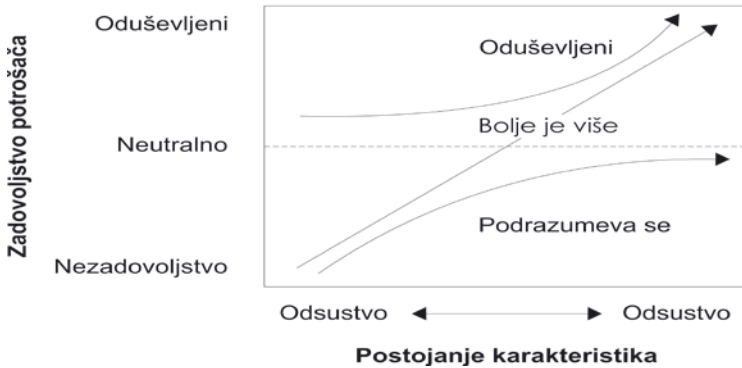 Zadovoljstvo potrošača
Oduševljeni
Oduševljeni
Bolje je više
Neutralno
Podrazumeva se
Nezadovoljstvo
Odsustvo
Odsustvo
Postojanje karakteristika